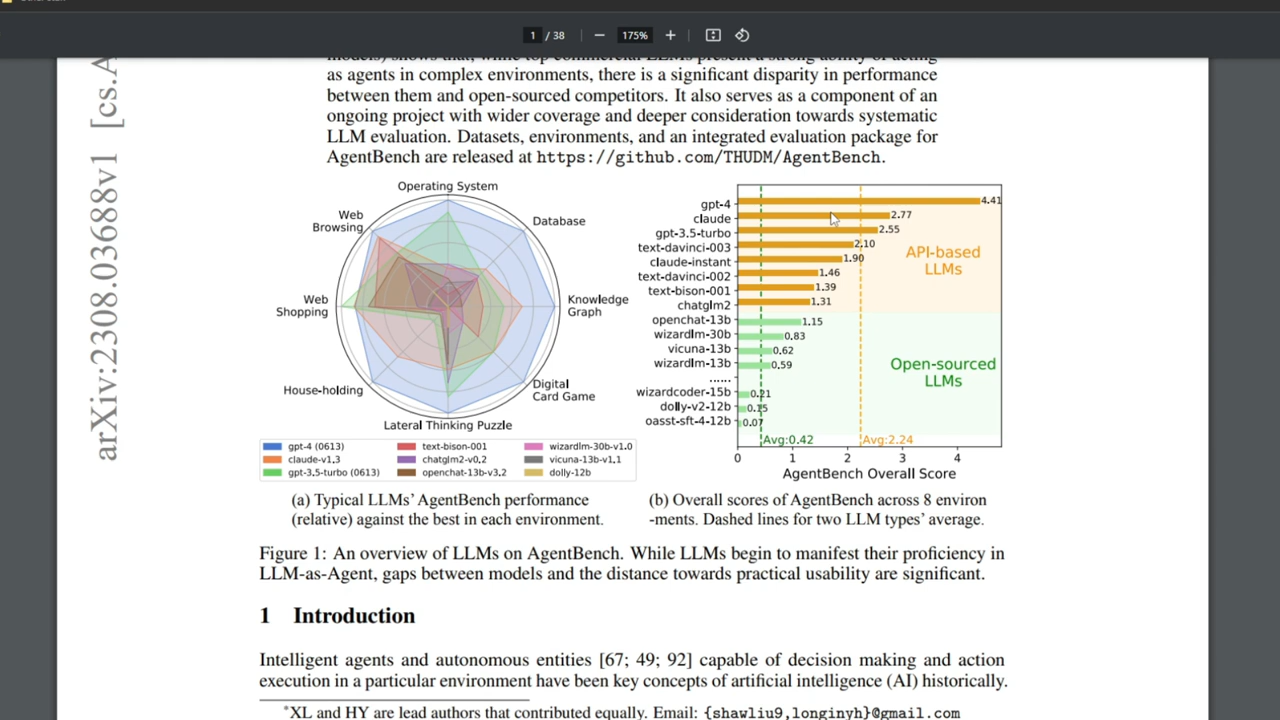 1 / 38
175%
as agents in complex environments, there is a significant disparity in performance
between them and open-sourced competitors. It also serves as a component of an
ongoing project with wider coverage and deeper consideration towards systematic
LLM evaluation. Datasets, environments, and an integrated evaluation package for
AgentBench are released at https://github.com/THUDM/AgentBench.
arXiv:2308.03688v1 [cs.A
Operating System
Database
Knowledge
Graph
Digital
Card Game
Lateral Thinking Puzzle
House-holding
Web
Shopping
Web
Browsing
gpt-4 (0613)
claude-v1.3
gpt-3.5-turbo (0613)
text-bison-001
chatglm2-v0.2
openchat-13b-v3.2
wizardlm-30b-v1.0
vicuna-13b-v1.1
dolly-12b
(a) Typical LLMs' AgentBench performance
(relative) against the best in each environment.
gpt-4 4.41
claude 2.77
gpt-3.5-turbo 2.55
text-davinci-003 2.10
claude-instant 1.90
text-davinci-002 1.46
text-bison-001 1.39
chatglm2 1.31
openchat-13b 1.15
wizardlm-30b 0.83
vicuna-13b 0.62
wizardlm-13b 0.59
......
wizardcoder-15b 0.21
dolly-v2-12b 0.15
oasst-sft-4-12b 0.07
API-based
LLMs
Open-sourced
LLMs
Avg:0.42 Avg:2.24
0 1 2 3 4
AgentBench Overall Score
(b) Overall scores of AgentBench across 8 environ
-ments. Dashed lines for two LLM types' average.
Figure 1: An overview of LLMs on AgentBench. While LLMs begin to manifest their proficiency in
LLM-as-Agent, gaps between models and the distance towards practical usability are significant.
1 Introduction
Intelligent agents and autonomous entities [67; 49; 92] capable of decision making and action
execution in a particular environment have been key concepts of artificial intelligence (AI) historically.
*XL and HY are lead authors that contributed equally. Email: {shawliu9,longinyh}@gmail.com